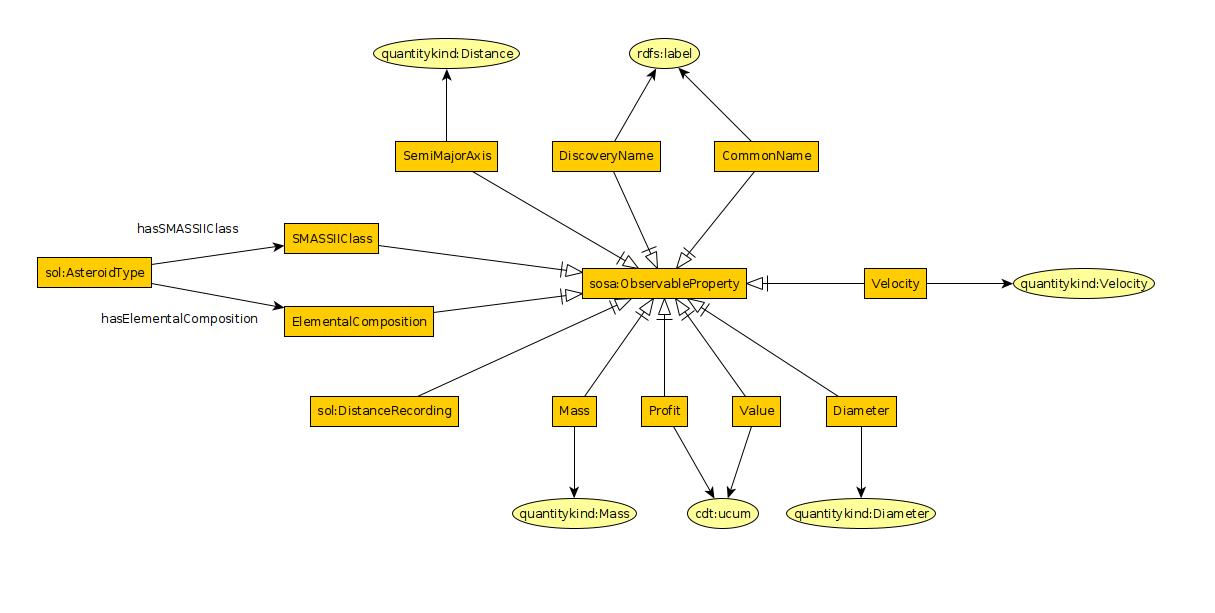 quantitykind:Distance
rdfs:label
SemiMajorAxis
DiscoveryName
CommonName
hasSMASSIIClass
SMASSIIClass
sol:AsteroidType
sosa:ObservableProperty
Velocity
quantitykind:Velocity
hasElementalComposition
ElementalComposition
sol:DistanceRecording
Mass
Profit
Value
Diameter
quantitykind:Mass
cdt:ucum
quantitykind:Diameter